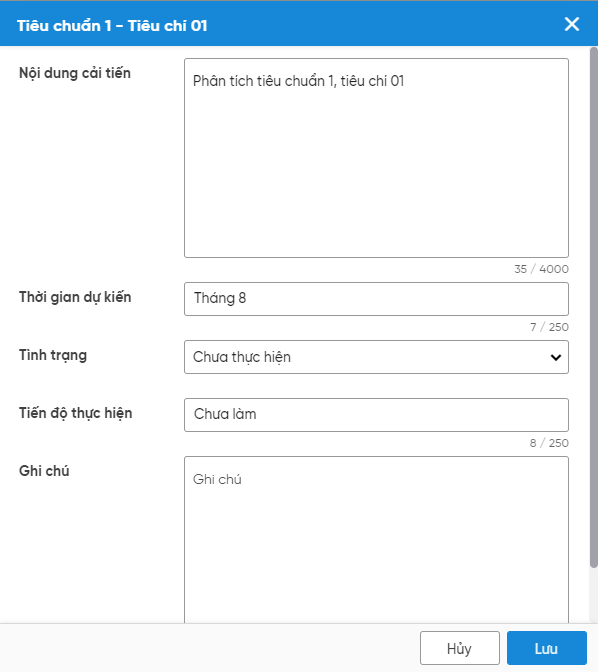 Tiêu chuẩn 1 - Tiêu chí 01
Nội dung cải tiến
Phân tích tiêu chuẩn 1, tiêu chí 01
35 / 4000
Thời gian dự kiến
Tháng 8
7 / 250
Tình trạng
Chưa thực hiện
Tiến độ thực hiện
Chưa làm
8 / 250
Ghi chú
Ghi chú
Hủy
Lưu